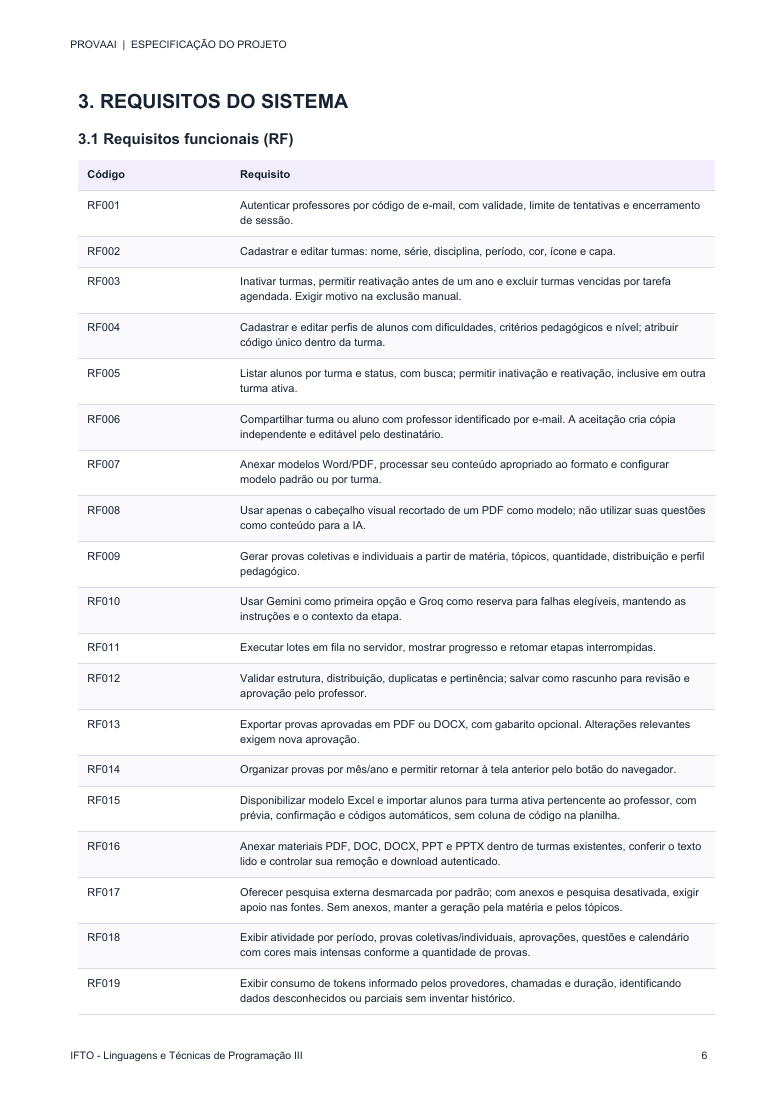 PROVAAI | ESPECIFICAÇÃO DO PROJETO
3. REQUISITOS DO SISTEMA
3.1 Requisitos funcionais (RF)
Código Requisito
RF001 Autenticar professores por código de e-mail, com validade, limite de tentativas e encerramento
de sessão.
RF002 Cadastrar e editar turmas: nome, série, disciplina, período, cor, ícone e capa.
RF003 Inativar turmas, permitir reativação antes de um ano e excluir turmas vencidas por tarefa
agendada. Exigir motivo na exclusão manual.
RF004 Cadastrar e editar perfis de alunos com dificuldades, critérios pedagógicos e nível; atribuir
código único dentro da turma.
RF005 Listar alunos por turma e status, com busca; permitir inativação e reativação, inclusive em outra
turma ativa.
RF006 Compartilhar turma ou aluno com professor identificado por e-mail. A aceitação cria cópia
independente e editável pelo destinatário.
RF007 Anexar modelos Word/PDF, processar seu conteúdo apropriado ao formato e configurar
modelo padrão ou por turma.
RF008 Usar apenas o cabeçalho visual recortado de um PDF como modelo; não utilizar suas questões
como conteúdo para a IA.
RF009 Gerar provas coletivas e individuais a partir de matéria, tópicos, quantidade, distribuição e perfil
pedagógico.
RF010 Usar Gemini como primeira opção e Groq como reserva para falhas elegíveis, mantendo as
instruções e o contexto da etapa.
RF011 Executar lotes em fila no servidor, mostrar progresso e retomar etapas interrompidas.
RF012 Validar estrutura, distribuição, duplicatas e pertinência; salvar como rascunho para revisão e
aprovação pelo professor.
RF013 Exportar provas aprovadas em PDF ou DOCX, com gabarito opcional. Alterações relevantes
exigem nova aprovação.
RF014 Organizar provas por mês/ano e permitir retornar à tela anterior pelo botão do navegador.
RF015 Disponibilizar modelo Excel e importar alunos para turma ativa pertencente ao professor, com
prévia, confirmação e códigos automáticos, sem coluna de código na planilha.
RF016 Anexar materiais PDF, DOC, DOCX, PPT e PPTX dentro de turmas existentes, conferir o texto
lido e controlar sua remoção e download autenticado.
RF017 Oferecer pesquisa externa desmarcada por padrão; com anexos e pesquisa desativada, exigir
apoio nas fontes. Sem anexos, manter a geração pela matéria e pelos tópicos.
RF018 Exibir atividade por período, provas coletivas/individuais, aprovações, questões e calendário
com cores mais intensas conforme a quantidade de provas.
RF019 Exibir consumo de tokens informado pelos provedores, chamadas e duração, identificando
dados desconhecidos ou parciais sem inventar histórico.
IFTO - Linguagens e Técnicas de Programação III 6